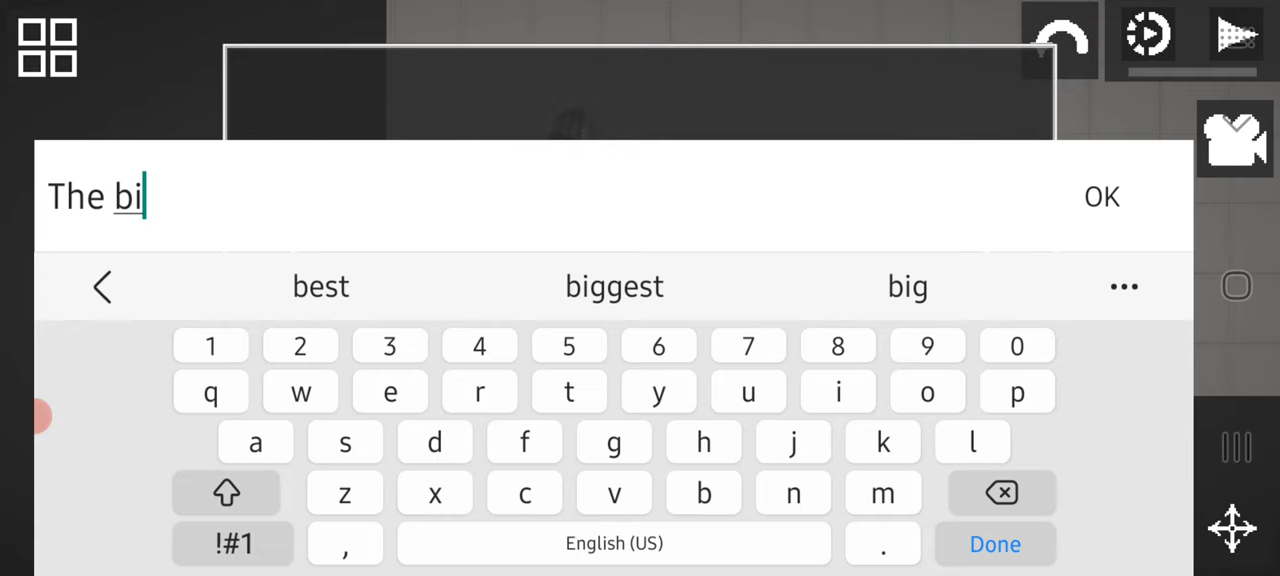 The bi
OK
best biggest big
1 2 3 4 5 6 7 8 9 0
q w e r t y u i o p
a s d f g h j k l
z x c v b n m
!#1 , English (US) . Done